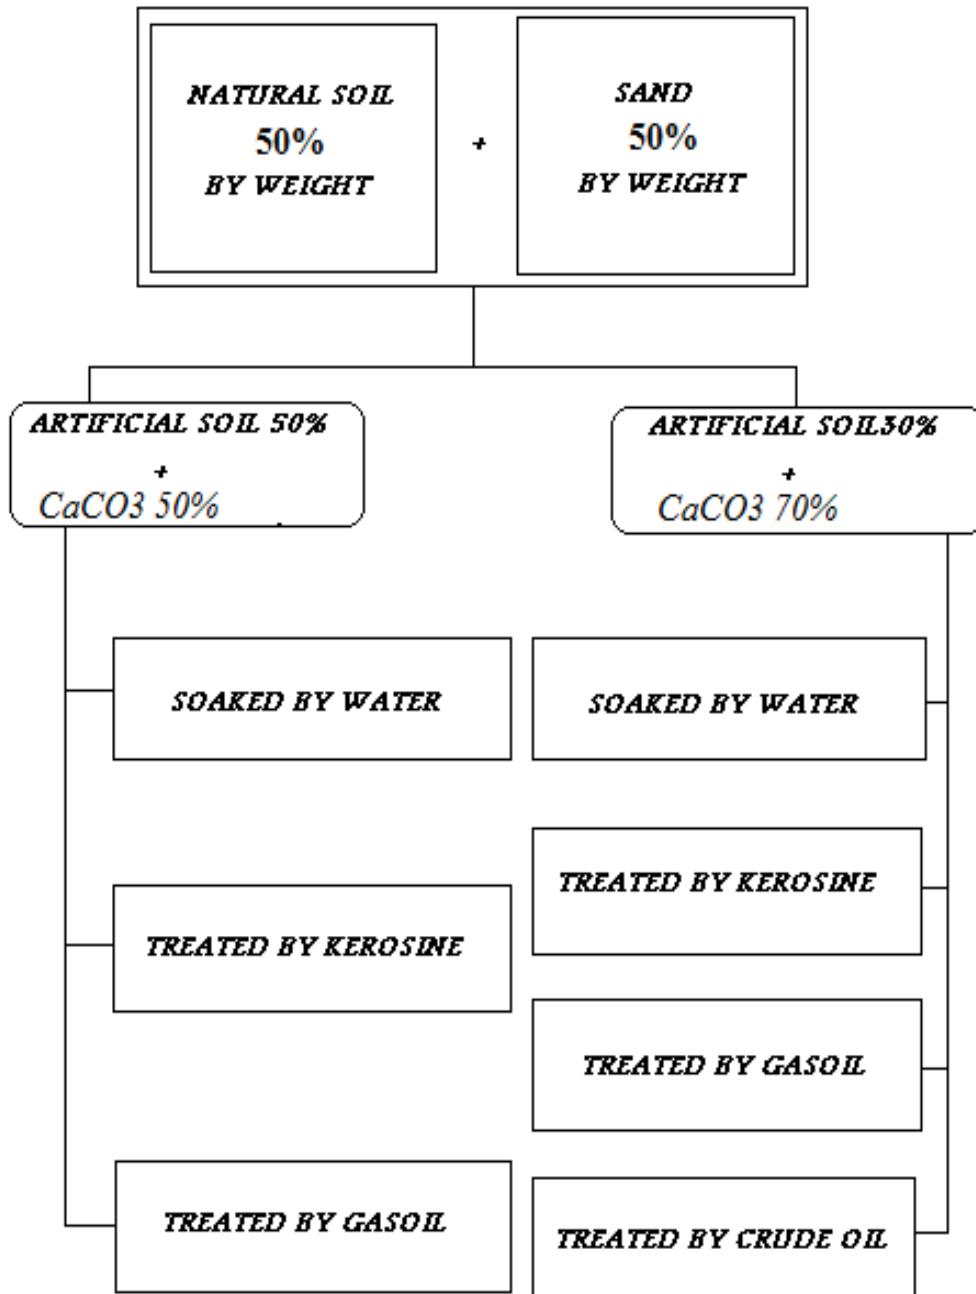 NATURAL SOIL
50%
BY WEIGHT
+
SAND
50%
BY WEIGHT
ARTIFICIAL SOIL 50%
+
CaCO3 50%
ARTIFICIAL SOIL30%
+
CaCO3 70%
SOAKED BY WATER
TREATED BY KEROSINE
TREATED BY GASOIL
SOAKED BY WATER
TREATED BY KEROSINE
TREATED BY GASOIL
TREATED BY CRUDE OIL